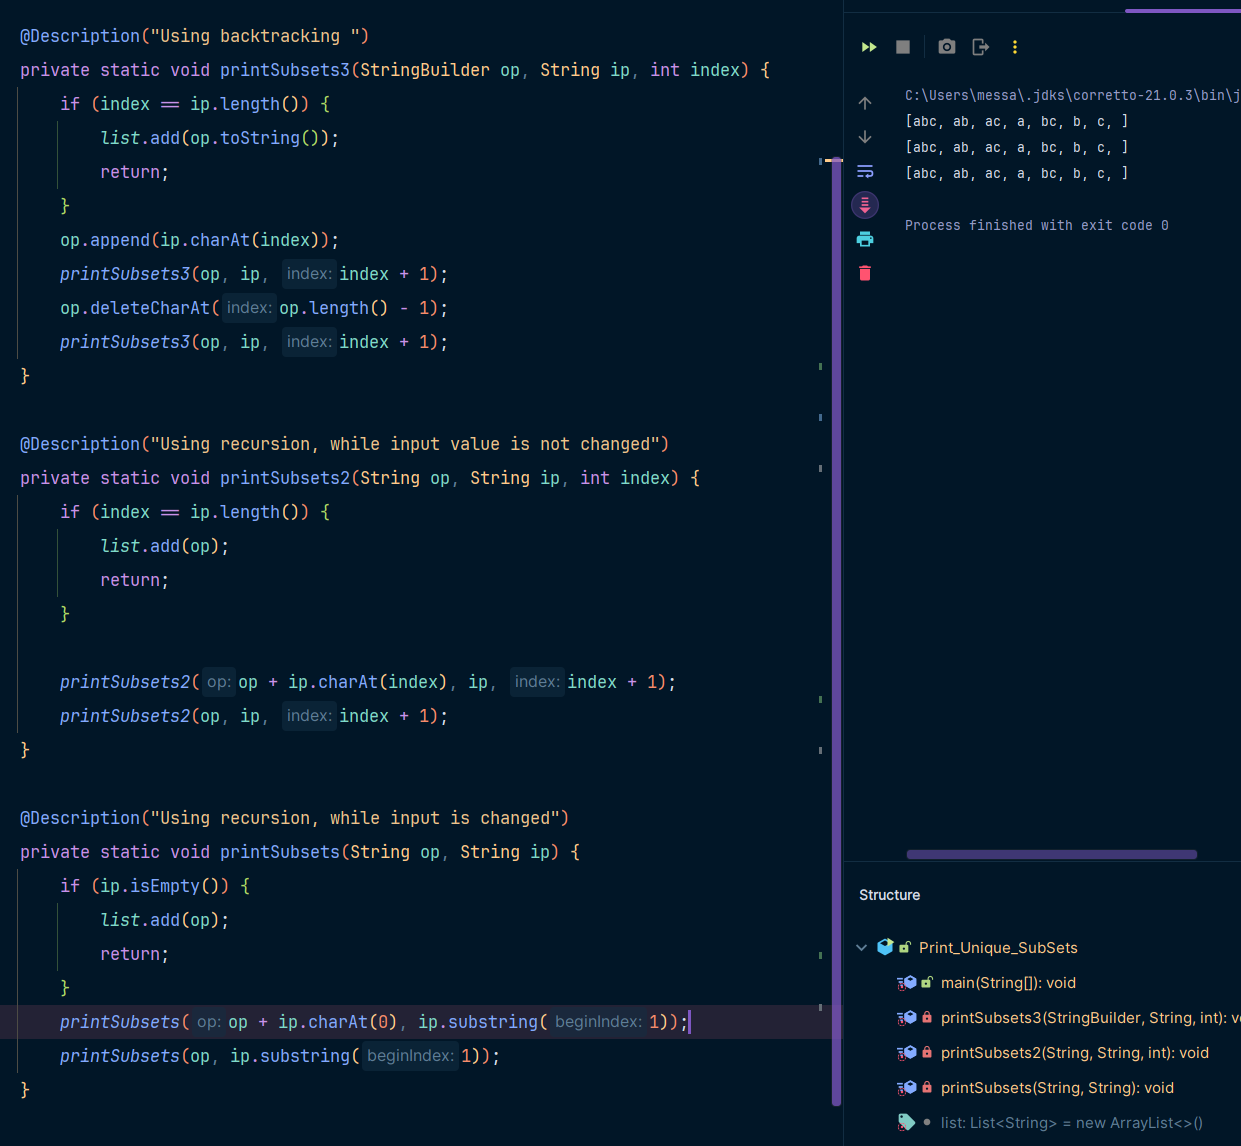 @Description("Using backtracking ")
private static void printSubsets3(StringBuilder op, String ip, int index) {
if (index == ip.length()) {
list.add(op.toString());
return;
}
op.append(ip.charAt(index));
printSubsets3(op, ip, index: index + 1);
op.deleteCharAt( index: op.length() - 1);
printSubsets3(op, ip, index: index + 1);
}
@Description("Using recursion, while input value is not changed")
private static void printSubsets2(String op, String ip, int index) {
if (index == ip.length()) {
list.add(op);
return;
}
printSubsets2( op: op + ip.charAt(index), ip, index: index + 1);
printSubsets2(op, ip, index: index + 1);
}
@Description("Using recursion, while input is changed")
private static void printSubsets(String op, String ip) {
if (ip.isEmpty()) {
list.add(op);
return;
}
printSubsets( op: op + ip.charAt(0), ip.substring( beginIndex: 1));
printSubsets(op, ip.substring( beginIndex: 1));
}
C:\Users\messa\.jdks\corretto-21.0.3\bin\j
[abc, ab, ac, a, bc, b, c, ]
[abc, ab, ac, a, bc, b, c, ]
[abc, ab, ac, a, bc, b, c, ]
Process finished with exit code 0
Structure
Print_Unique_SubSets
main(String[]): void
printSubsets3(StringBuilder, String, int): vo
printSubsets2(String, String, int): void
printSubsets(String, String): void
list: List<String> = new ArrayList<>()